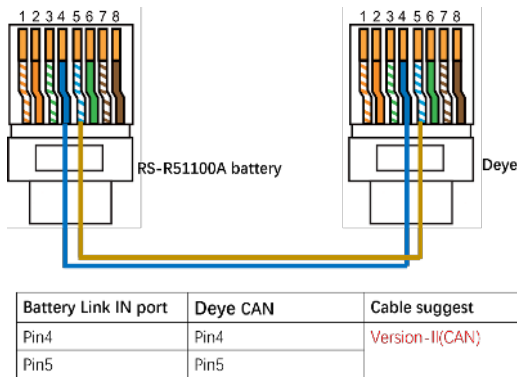 1 2 3 4 5 6 7 8
1 2 3 4 5 6 7 8
RS-R51100A battery
Deye
Battery Link IN port
Deye CAN
Cable suggest
Pin4
Pin4
Version-II(CAN)
Pin5
Pin5